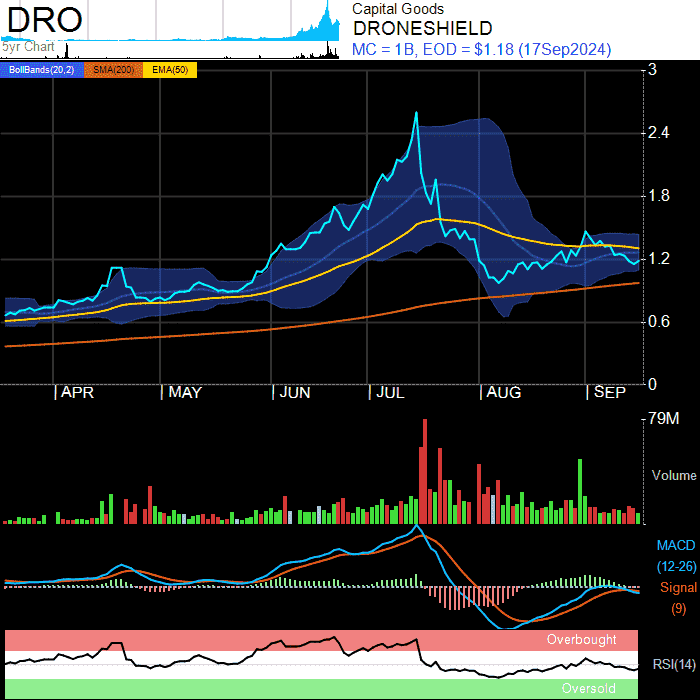 DRO
5yr Chart
Capital Goods
DRONESHIELD
MC = 1B, EOD = $1.18 (17Sep2024)
BollBands(20,2) SMA(200) EMA(50)
3
2.4
1.8
1.2
0.6
0
APR MAY JUN JUL AUG SEP
79M
Volume
MACD
(12-26)
Signal
(9)
Overbought
RSI(14)
Oversold